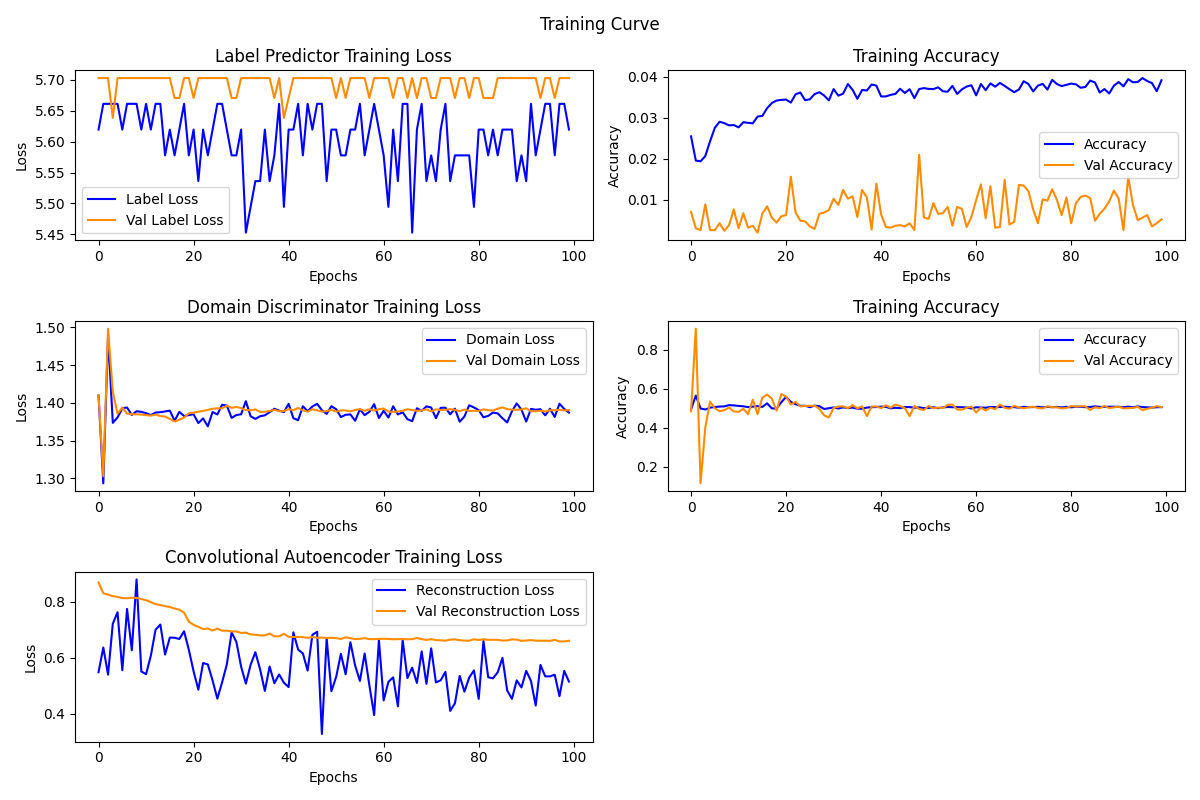 Training Curve
Label Predictor Training Loss
5.70
5.65
5.60
5.55
5.50
5.45
Loss
Label Loss
Val Label Loss
0 20 40 60 80 100
Epochs
Training Accuracy
0.04
0.03
0.02
0.01
Accuracy
Accuracy
Val Accuracy
0 20 40 60 80 100
Epochs
Domain Discriminator Training Loss
1.50
1.45
1.40
1.35
1.30
Loss
Domain Loss
Val Domain Loss
0 20 40 60 80 100
Epochs
Training Accuracy
0.8
0.6
0.4
0.2
Accuracy
Accuracy
Val Accuracy
0 20 40 60 80 100
Epochs
Convolutional Autoencoder Training Loss
0.8
0.6
0.4
Loss
Reconstruction Loss
Val Reconstruction Loss
0 20 40 60 80 100
Epochs